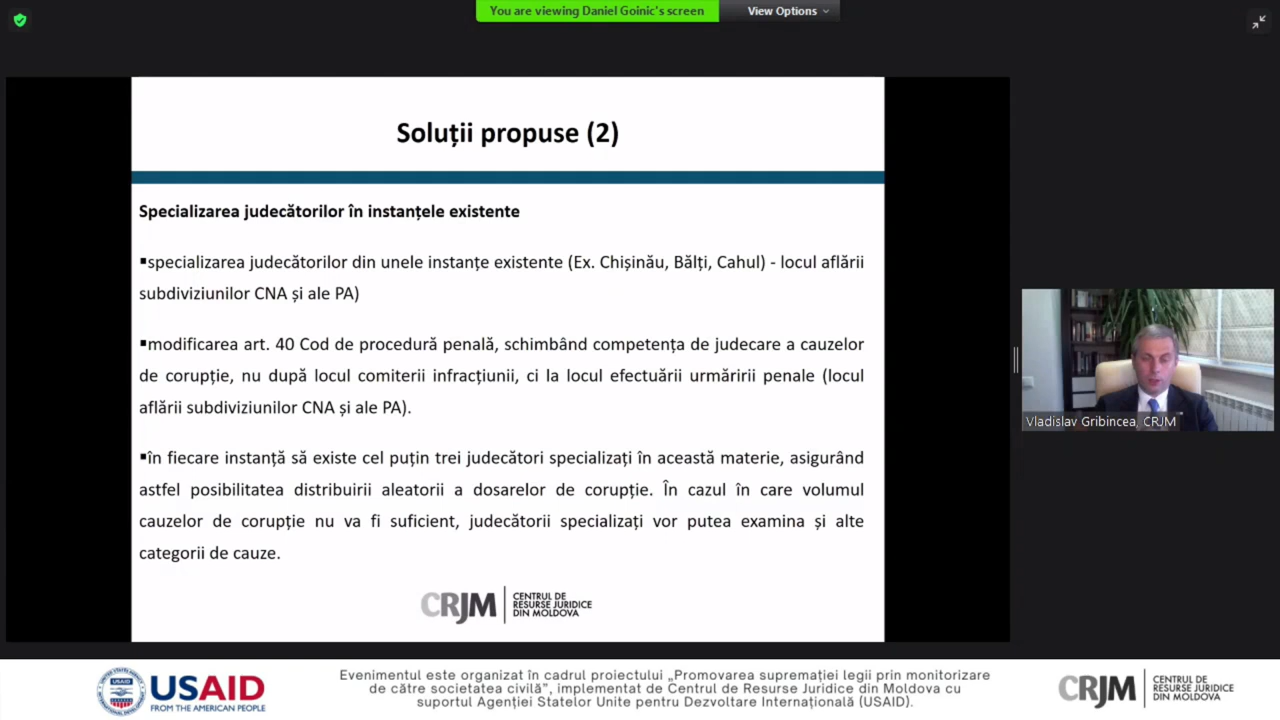 You are viewing Daniel Goinic's screen
View Options
Soluții propuse (2)
Specializarea judecătorilor în instanțele existente
▪specializarea judecătorilor din unele instanțe existente (Ex. Chișinău, Bălți, Cahul) - locul aflării
subdiviziunilor CNA și ale PA)
▪modificarea art. 40 Cod de procedură penală, schimbând competența de judecare a cauzelor
de corupție, nu după locul comiterii infracțiunii, ci la locul efectuării urmăririi penale (locul
aflării subdiviziunilor CNA și ale PA).
▪în fiecare instanță să existe cel puțin trei judecători specializați în această materie, asigurând
astfel posibilitatea distribuirii aleatorii a dosarelor de corupție. În cazul în care volumul
cauzelor de corupție nu va fi suficient, judecătorii specializați vor putea examina și alte
categorii de cauze.
CRJM
CENTRUL DE
RESURSE JURIDICE
DIN MOLDOVA
Vladislav Gribincea, CRJM
USAID
USAID
FROM THE AMERICAN PEOPLE
Evenimentul este organizat în cadrul proiectului „Promovarea supremației legii prin monitorizare
de către societatea civilă”, implementat de Centrul de Resurse Juridice din Moldova cu
suportul Agenției Statelor Unite pentru Dezvoltare Internațională (USAID).
CRJM
CENTRUL DE
RESURSE JURIDICE
DIN MOLDOVA